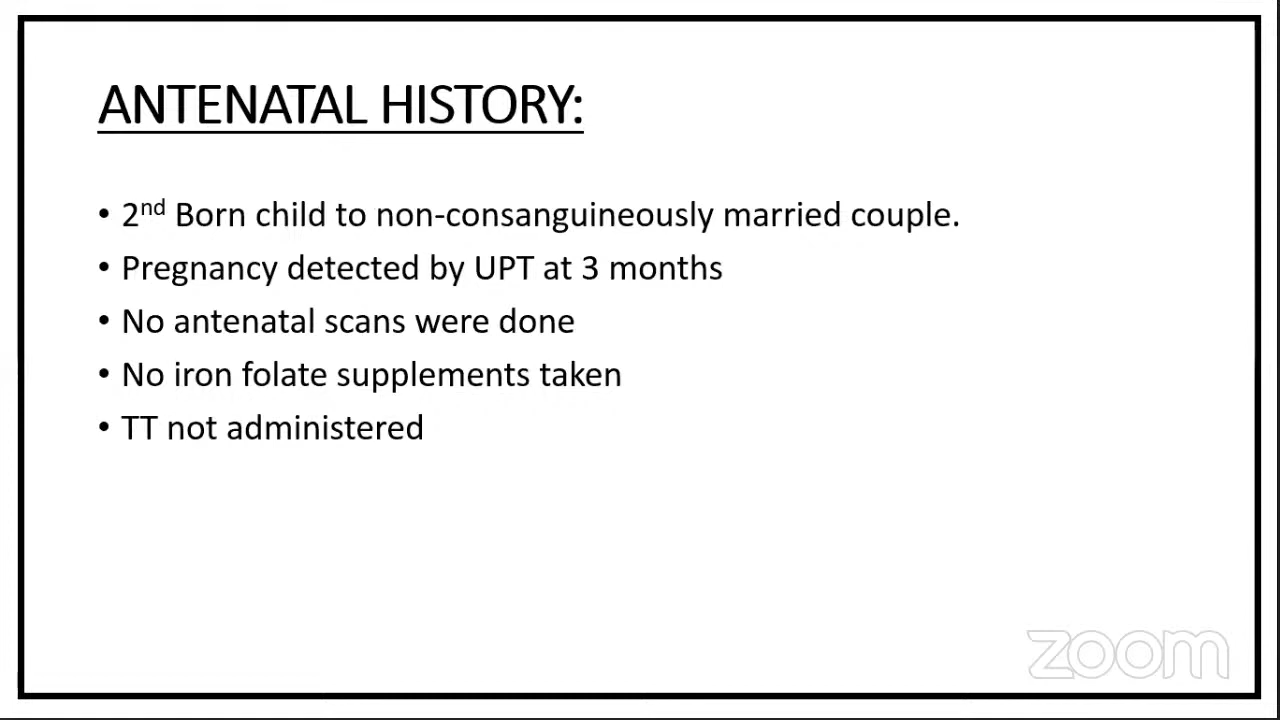 ANTENATAL HISTORY:
• 2nd Born child to non-consanguineously married couple.
• Pregnancy detected by UPT at 3 months
• No antenatal scans were done
• No iron folate supplements taken
• TT not administered
zoom